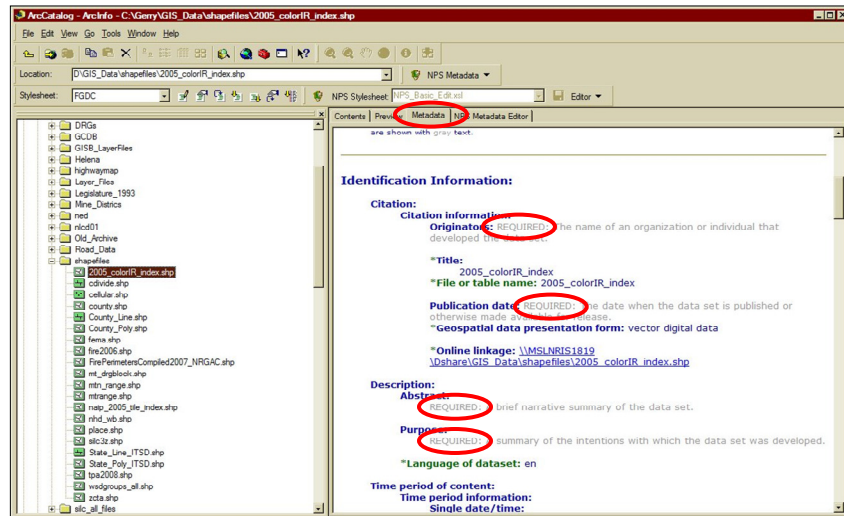 ArcCatalog - ArcInfo - C:\Gerry\GIS_Data\shapefiles\2005_colorIR_index.shp
File Edit View Go Tools Window Help
Location: D:\GIS_Data\shapefiles\2005_colorIR_index.shp NPS Metadata
Stylesheet: FGDC NPS Stylesheet: NPS_Basic_Edit.xsl Editor
Contents Preview Metadata NPS Metadata Editor
DRGs
GCDB
GISB_LayerFiles
Helena
highwaymap
Layer_Files
Legislature_1993
Mine_Districs
ned
nlcd01
Old_Archive
Road_Data
shapefiles
2005_colorIR_index.shp
cdivide.shp
cellular.shp
county.shp
County_Line.shp
County_Poly.shp
fema.shp
fire2006.shp
FirePerimetersCompiled2007_NRGAC.shp
mt_drgblock.shp
mtn_range.shp
mtrange.shp
naip_2005_tile_index.shp
nhd_wb.shp
place.shp
silc3z.shp
State_Line_ITSD.shp
State_Poly_ITSD.shp
tpa2008.shp
wsdgroups_all.shp
zcta.shp
silc_all_files
are shown with gray text.
Identification Information:
Citation:
Citation information:
Originators: REQUIRED: The name of an organization or individual that
developed the data set.
*Title:
2005_colorIR_index
*File or table name: 2005_colorIR_index
Publication date: REQUIRED: The date when the data set is published or
otherwise made available for release.
*Geospatial data presentation form: vector digital data
*Online linkage: \\MSLNRIS1819
\Dshare\GIS_Data\shapefiles\2005_colorIR_index.shp
Description:
Abstract:
REQUIRED: A brief narrative summary of the data set.
Purpose:
REQUIRED: A summary of the intentions with which the data set was developed.
*Language of dataset: en
Time period of content:
Time period information:
Single date/time: